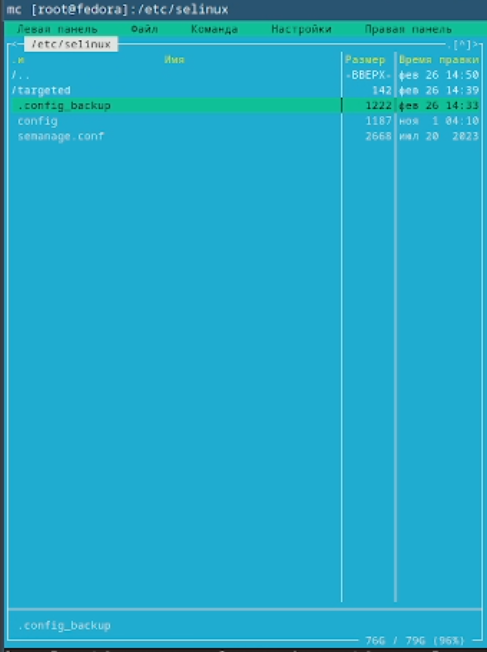 mc [root@fedora]:/etc/selinux
Левая панель Файл Команда Настройки Правая панель
<- /etc/selinux .[^]>
.и Имя Размер Время правки
/.. -ВВЕРХ- фев 26 14:50
/targeted 142 фев 26 14:39
.config_backup 1222 фев 26 14:33
config 1187 ноя 1 04:10
semanage.conf 2668 июл 20 2023
.config_backup
76G / 79G (96%)